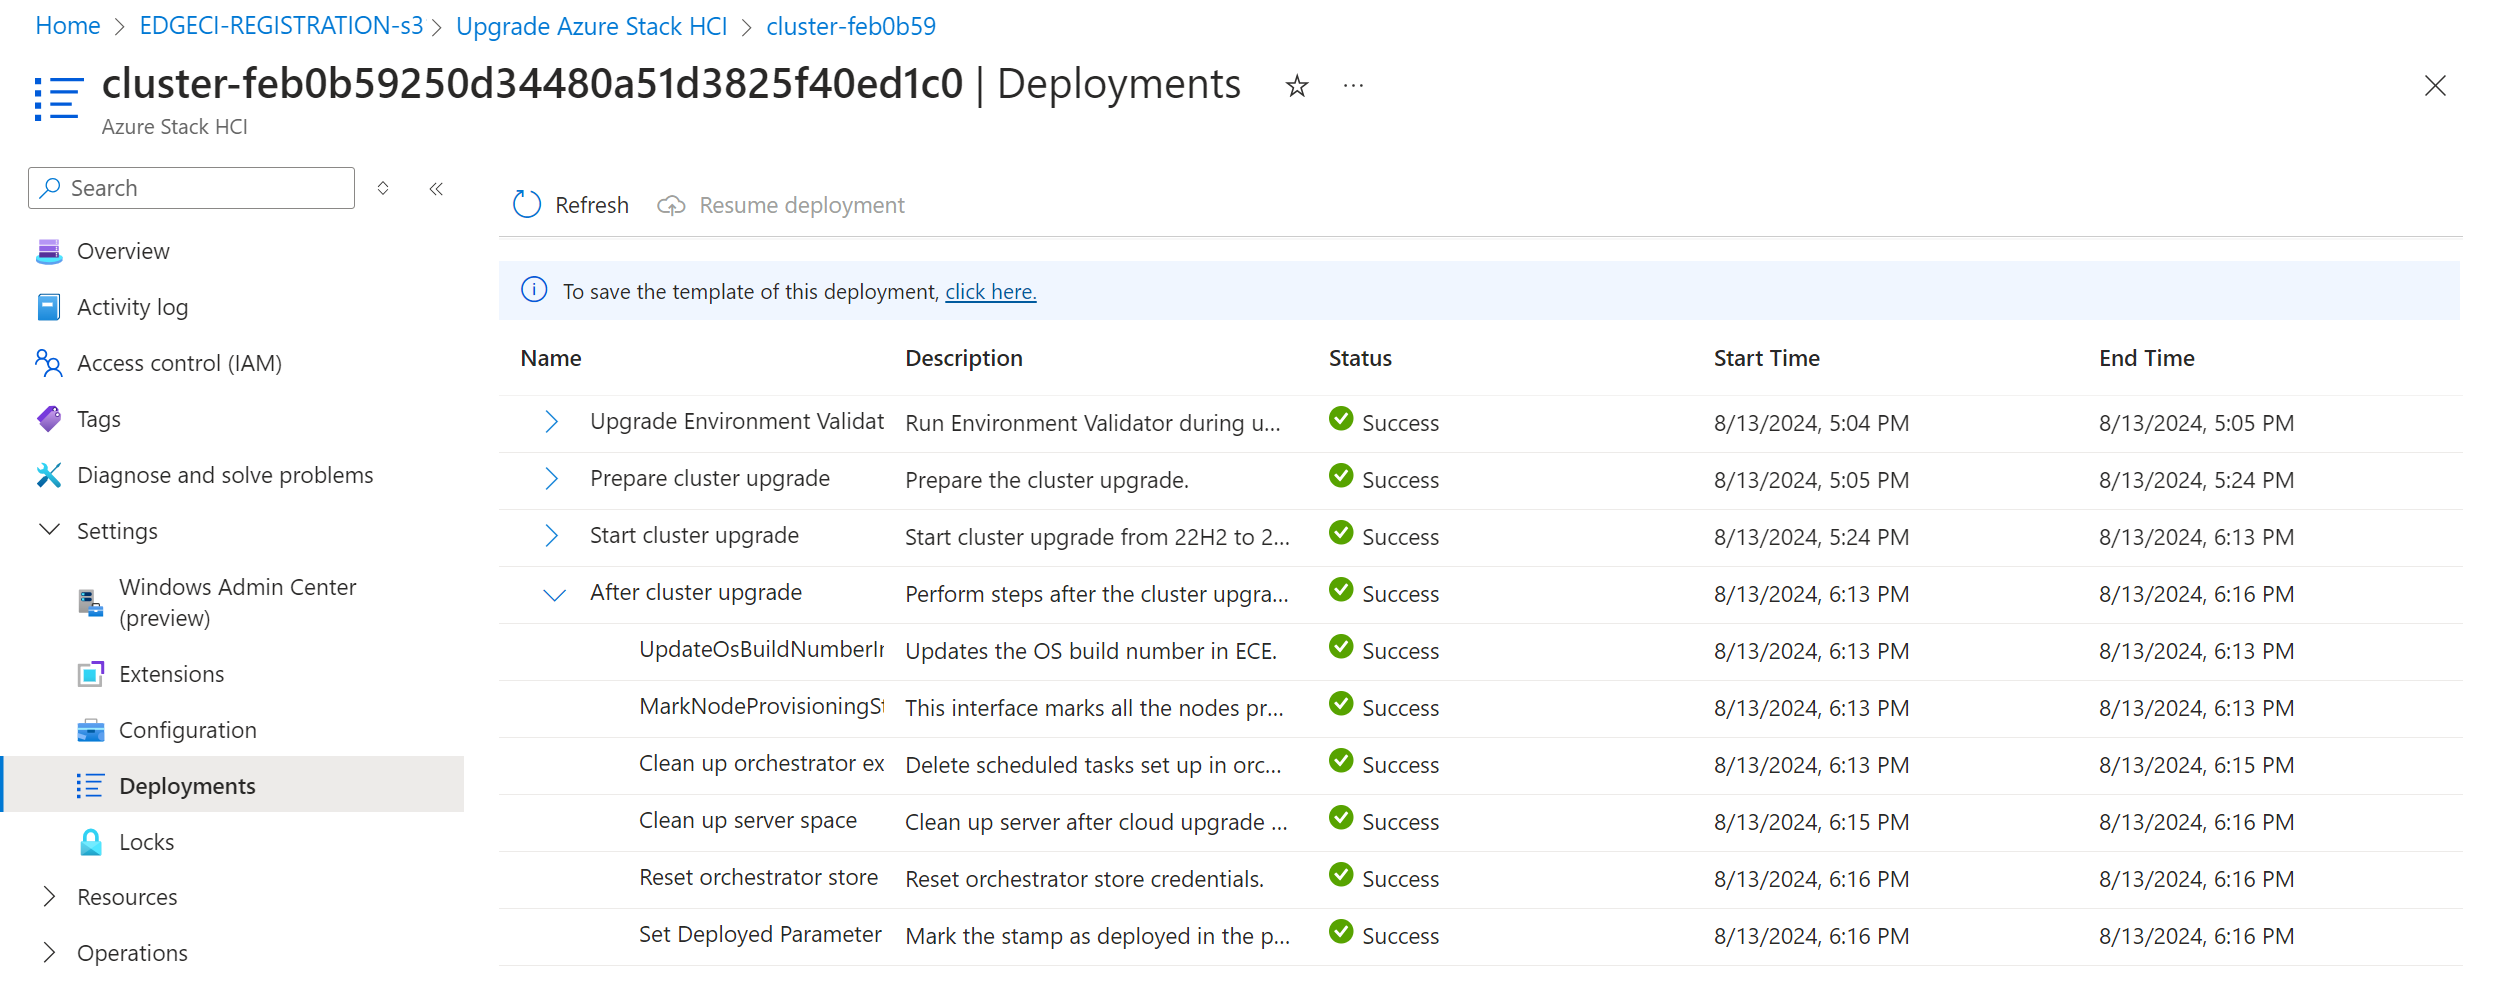 Home > EDGECI-REGISTRATION-s3 > Upgrade Azure Stack HCI > cluster-feb0b59
cluster-feb0b59250d34480a51d3825f40ed1c0 | Deployments
Azure Stack HCI
Search
Overview
Activity log
Access control (IAM)
Tags
Diagnose and solve problems
Settings
Windows Admin Center
(preview)
Extensions
Configuration
Deployments
Locks
Resources
Operations
Refresh Resume deployment
To save the template of this deployment, click here.
Name Description Status Start Time End Time
Upgrade Environment Validat Run Environment Validator during u... Success 8/13/2024, 5:04 PM 8/13/2024, 5:05 PM
Prepare cluster upgrade Prepare the cluster upgrade. Success 8/13/2024, 5:05 PM 8/13/2024, 5:24 PM
Start cluster upgrade Start cluster upgrade from 22H2 to 2... Success 8/13/2024, 5:24 PM 8/13/2024, 6:13 PM
After cluster upgrade Perform steps after the cluster upgra... Success 8/13/2024, 6:13 PM 8/13/2024, 6:16 PM
UpdateOsBuildNumberIn Updates the OS build number in ECE. Success 8/13/2024, 6:13 PM 8/13/2024, 6:13 PM
MarkNodeProvisioningSt This interface marks all the nodes pr... Success 8/13/2024, 6:13 PM 8/13/2024, 6:13 PM
Clean up orchestrator ex Delete scheduled tasks set up in orc... Success 8/13/2024, 6:13 PM 8/13/2024, 6:15 PM
Clean up server space Clean up server after cloud upgrade ... Success 8/13/2024, 6:15 PM 8/13/2024, 6:16 PM
Reset orchestrator store Reset orchestrator store credentials. Success 8/13/2024, 6:16 PM 8/13/2024, 6:16 PM
Set Deployed Parameter Mark the stamp as deployed in the p... Success 8/13/2024, 6:16 PM 8/13/2024, 6:16 PM